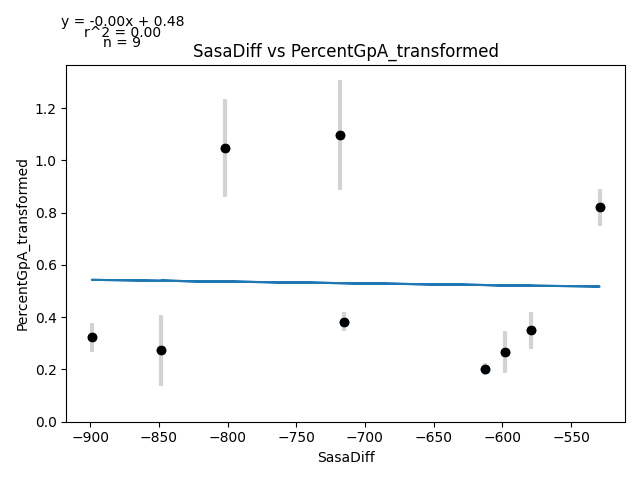 y = -0.00x + 0.48
r^2 = 0.00
n = 9
SasaDiff vs PercentGpA_transformed
PercentGpA_transformed
1.2
1.0
0.8
0.6
0.4
0.2
0.0
−900 −850 −800 −750 −700 −650 −600 −550
SasaDiff